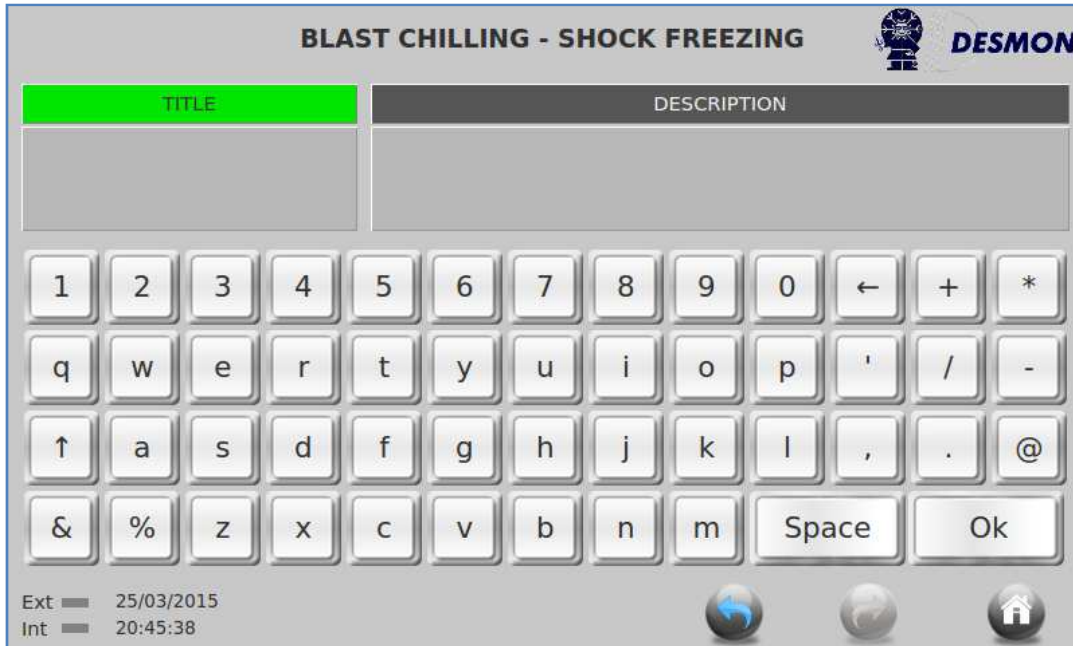 BLAST CHILLING - SHOCK FREEZING
DESMON
TITLE DESCRIPTION
1 2 3 4 5 6 7 8 9 0 ← + *
q w e r t y u i o p ' / -
↑ a s d f g h j k l , . @
& % z x c v b n m Space Ok
Ext 25/03/2015
Int 20:45:38